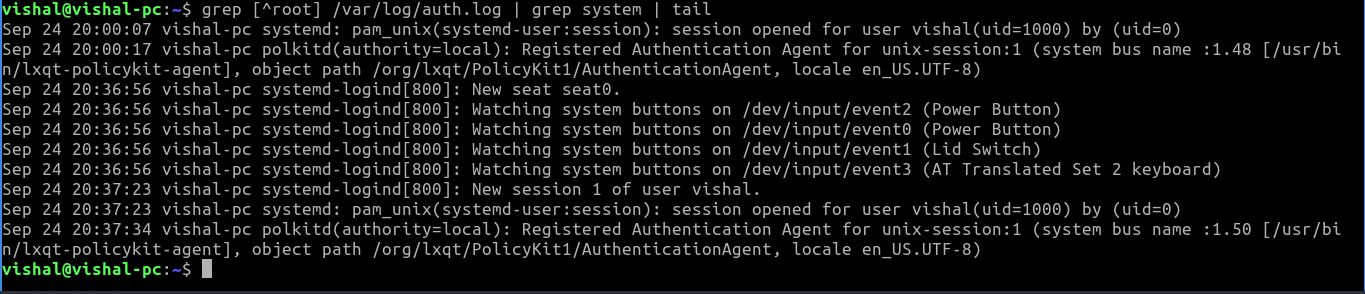 vishal@vishal-pc:~$ grep [^root] /var/log/auth.log | grep system | tail
Sep 24 20:00:07 vishal-pc systemd: pam_unix(systemd-user:session): session opened for user vishal(uid=1000) by (uid=0)
Sep 24 20:00:17 vishal-pc polkitd(authority=local): Registered Authentication Agent for unix-session:1 (system bus name :1.48 [/usr/bi
n/lxqt-policykit-agent], object path /org/lxqt/PolicyKit1/AuthenticationAgent, locale en_US.UTF-8)
Sep 24 20:36:56 vishal-pc systemd-logind[800]: New seat seat0.
Sep 24 20:36:56 vishal-pc systemd-logind[800]: Watching system buttons on /dev/input/event2 (Power Button)
Sep 24 20:36:56 vishal-pc systemd-logind[800]: Watching system buttons on /dev/input/event0 (Power Button)
Sep 24 20:36:56 vishal-pc systemd-logind[800]: Watching system buttons on /dev/input/event1 (Lid Switch)
Sep 24 20:36:56 vishal-pc systemd-logind[800]: Watching system buttons on /dev/input/event3 (AT Translated Set 2 keyboard)
Sep 24 20:37:23 vishal-pc systemd-logind[800]: New session 1 of user vishal.
Sep 24 20:37:23 vishal-pc systemd: pam_unix(systemd-user:session): session opened for user vishal(uid=1000) by (uid=0)
Sep 24 20:37:34 vishal-pc polkitd(authority=local): Registered Authentication Agent for unix-session:1 (system bus name :1.50 [/usr/bi
n/lxqt-policykit-agent], object path /org/lxqt/PolicyKit1/AuthenticationAgent, locale en_US.UTF-8)
vishal@vishal-pc:~$